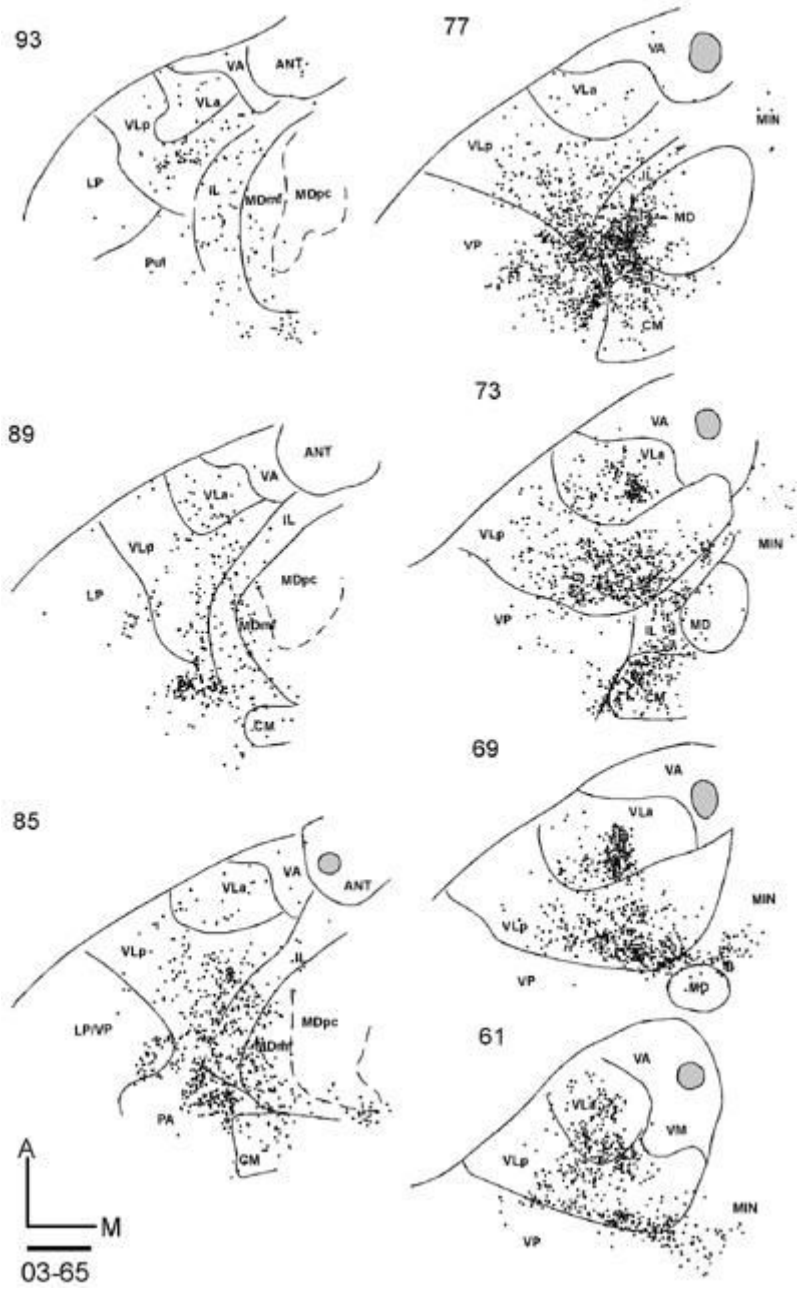 93
VA
ANT
VLa
VLp
LP
IL
MDmf
MDpc
Pul
89
ANT
VA
VLa
IL
VLp
MDpc
LP
MDmf
PA
CM
85
VA
ANT
VLa
VLp
IL
MDpc
LP/VP
MDmf
PA
CM
A
M
03-65
77
VA
VLa
MIN
VLp
IL
MD
VP
CM
73
VA
VLa
VLp
MIN
VP
IL
MD
CM
69
VA
VLa
MIN
VLp
VP
MD
61
VA
VLa
VM
VLp
MIN
VP